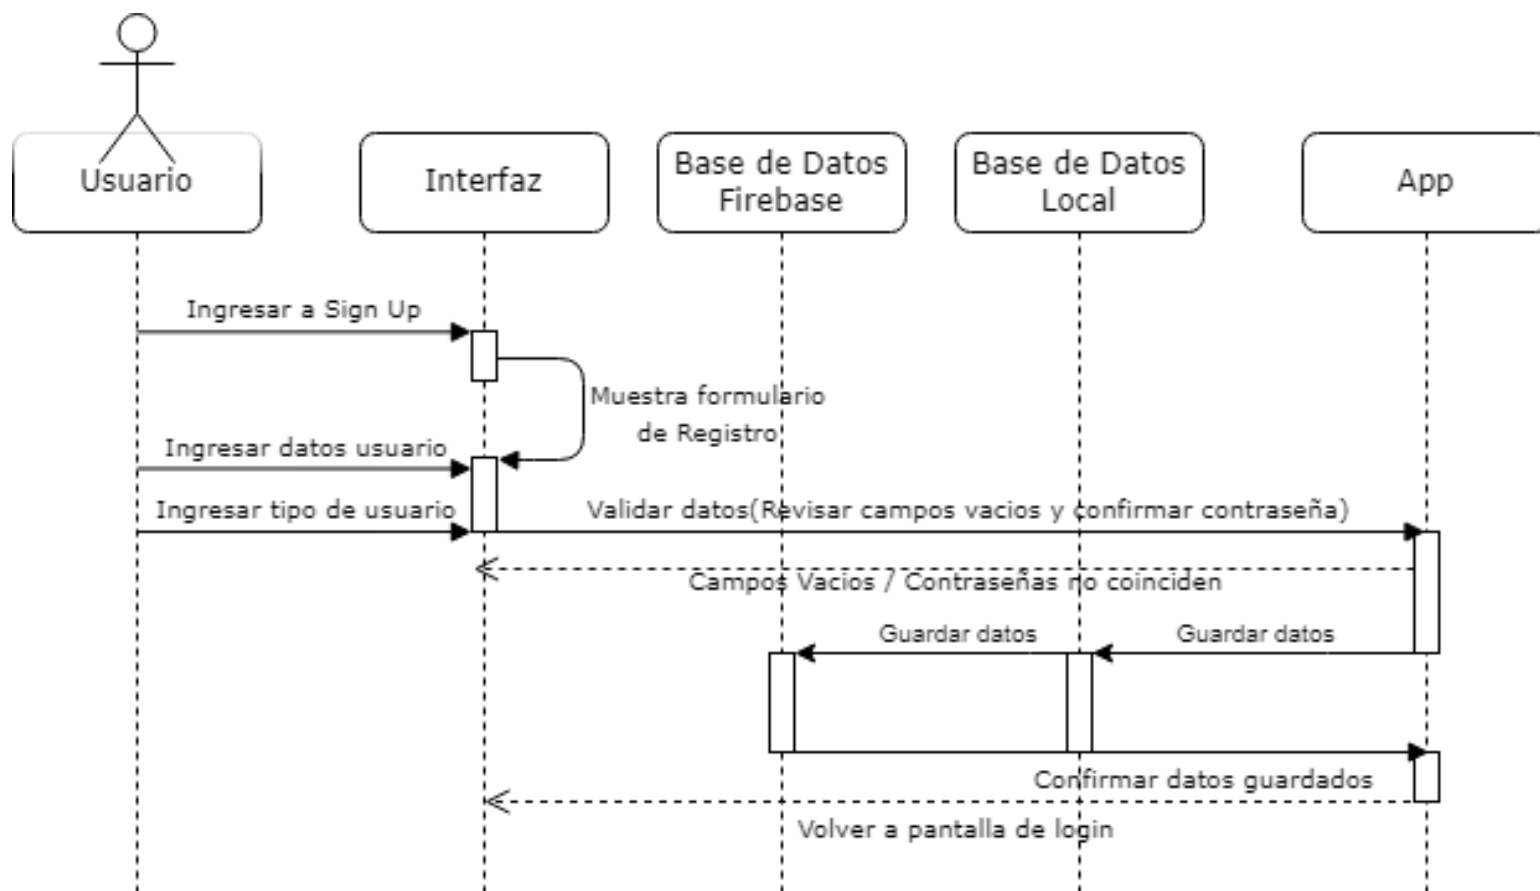 Usuario
Interfaz
Base de Datos
Firebase
Base de Datos
Local
App
Ingresar a Sign Up
Muestra formulario
de Registro
Ingresar datos usuario
Ingresar tipo de usuario
Validar datos(Revisar campos vacios y confirmar contraseña)
Campos Vacios / Contraseñas no coinciden
Guardar datos
Guardar datos
Confirmar datos guardados
Volver a pantalla de login